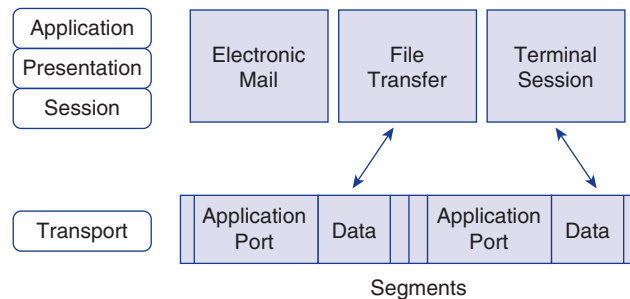 Application
Presentation
Session
Electronic
Mail
File
Transfer
Terminal
Session
Transport
Application
Port
Data
Application
Port
Data
Segments